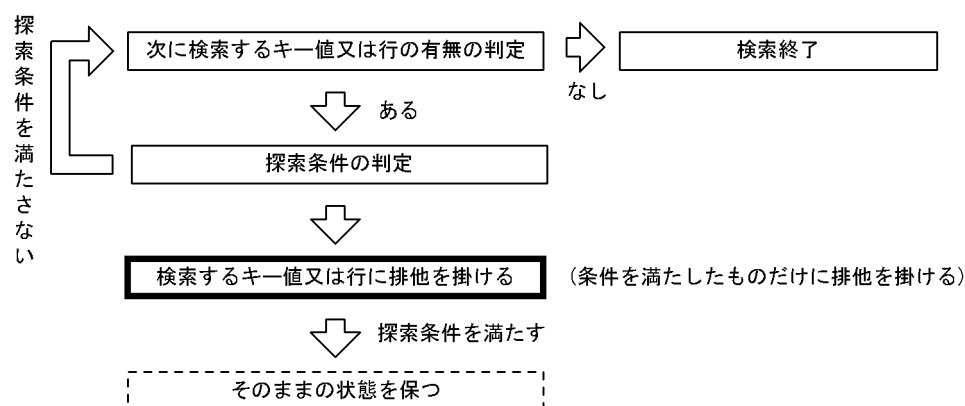 探索条件を満たさない
次に検索するキー値又は行の有無の判定
検索終了
なし
ある
探索条件の判定
検索するキー値又は行に排他を掛ける
(条件を満たしたものだけに排他を掛ける)
探索条件を満たす
そのままの状態を保つ